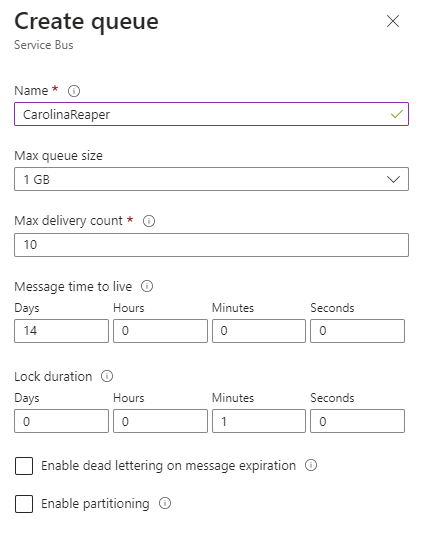 Create queue
Service Bus
Name *
CarolinaReaper
Max queue size
1 GB
Max delivery count *
10
Message time to live
Days Hours Minutes Seconds
14 0 0 0
Lock duration
Days Hours Minutes Seconds
0 0 1 0
Enable dead lettering on message expiration
Enable partitioning